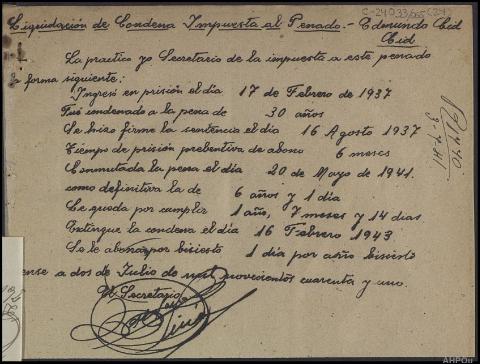 Liquidación de Condena Impuesta al Penado.- Edmundo Cid
Cid
La practico yo Secretario de la impuesta a este penado
forma siguiente:
Ingresó en prisión el día 17 de Febrero de 1937
Fué condenado a la pena de 30 años
Se hizo firme la sentencia el día 16 Agosto 1937
Tiempo de prisión prebentiva de abono 6 meses
Conmutada la pena el día 20 de Mayo de 1941.
como definitiva la de 6 años y 1 día
Le queda por cumplir 1 año, 7 meses y 14 dias
Extingue la condena el día 16 Febrero 1943
Se le abona por bisiesto 1 día por año bisiesto
ense a dos de Julio de mil novecientos cuarenta y uno.
El Secretario
AHPOu